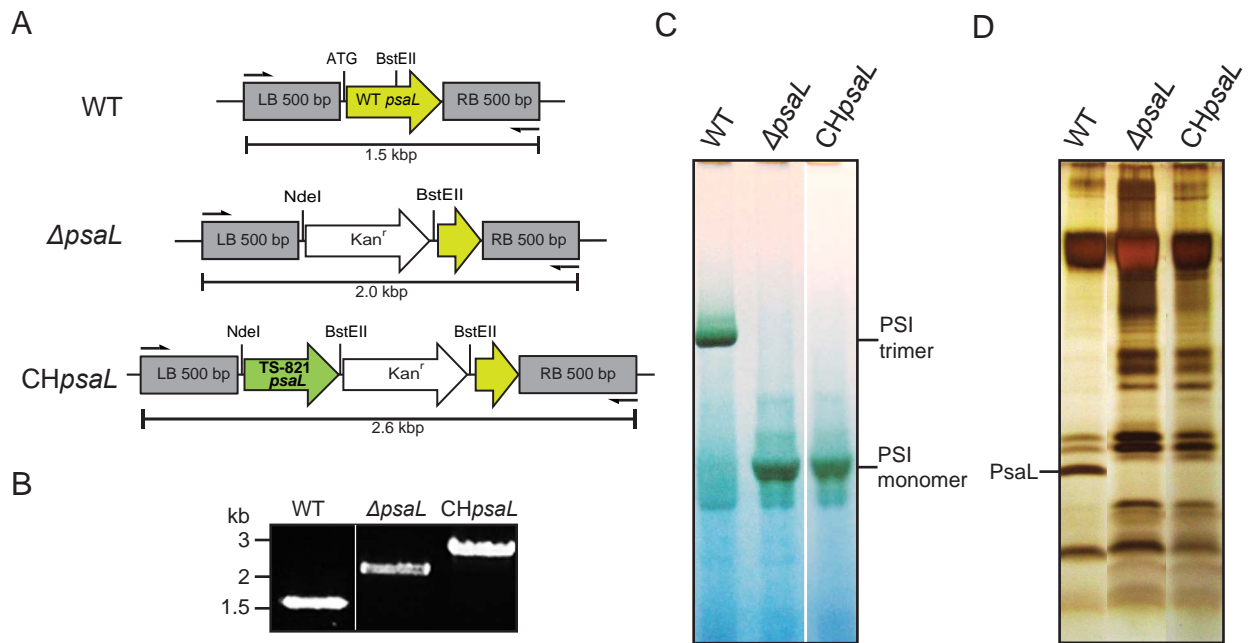 A
WT
ATG
BstEII
LB 500 bp
WT psaL
RB 500 bp
1.5 kbp
ΔpsaL
NdeI
BstEII
LB 500 bp
Kanʳ
RB 500 bp
2.0 kbp
CHpsaL
NdeI
BstEII
BstEII
LB 500 bp
TS-821
psaL
Kanʳ
RB 500 bp
2.6 kbp
B
kb
WT
ΔpsaL
CHpsaL
3
2
1.5
C
WT
ΔpsaL
CHpsaL
PSI
trimer
PSI
monomer
D
WT
ΔpsaL
CHpsaL
PsaL